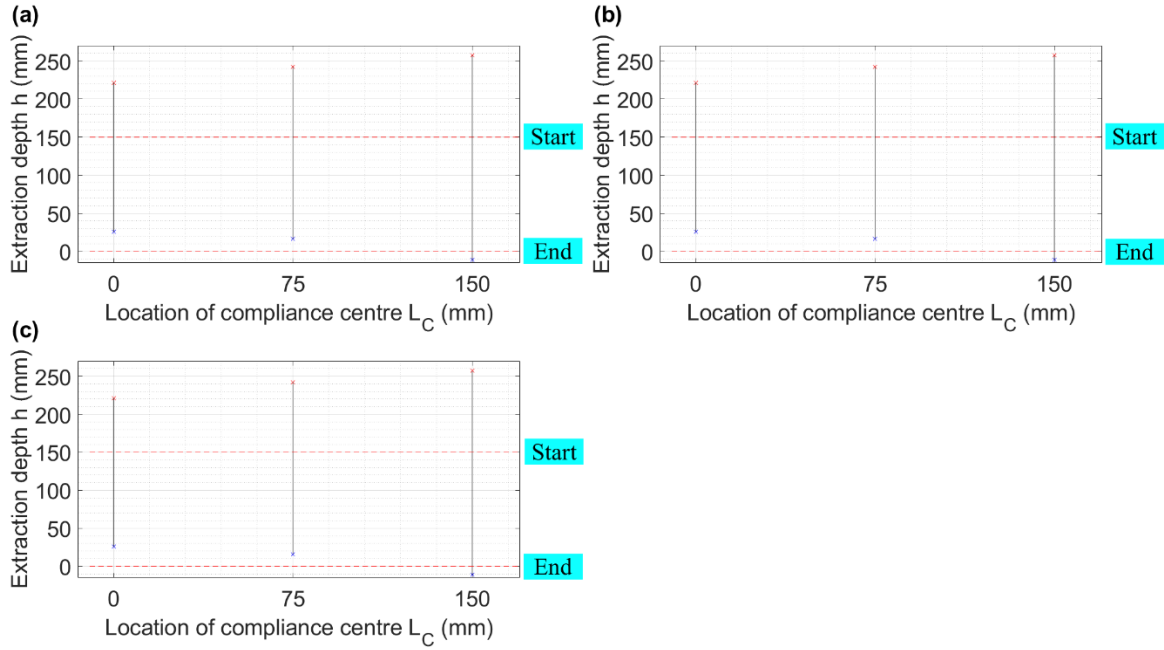 (a)
Extraction depth h (mm)
250
200
150
100
50
0
Start
End
0 75 150
Location of compliance centre L_C (mm)
(b)
Extraction depth h (mm)
250
200
150
100
50
0
Start
End
0 75 150
Location of compliance centre L_C (mm)
(c)
Extraction depth h (mm)
250
200
150
100
50
0
Start
End
0 75 150
Location of compliance centre L_C (mm)